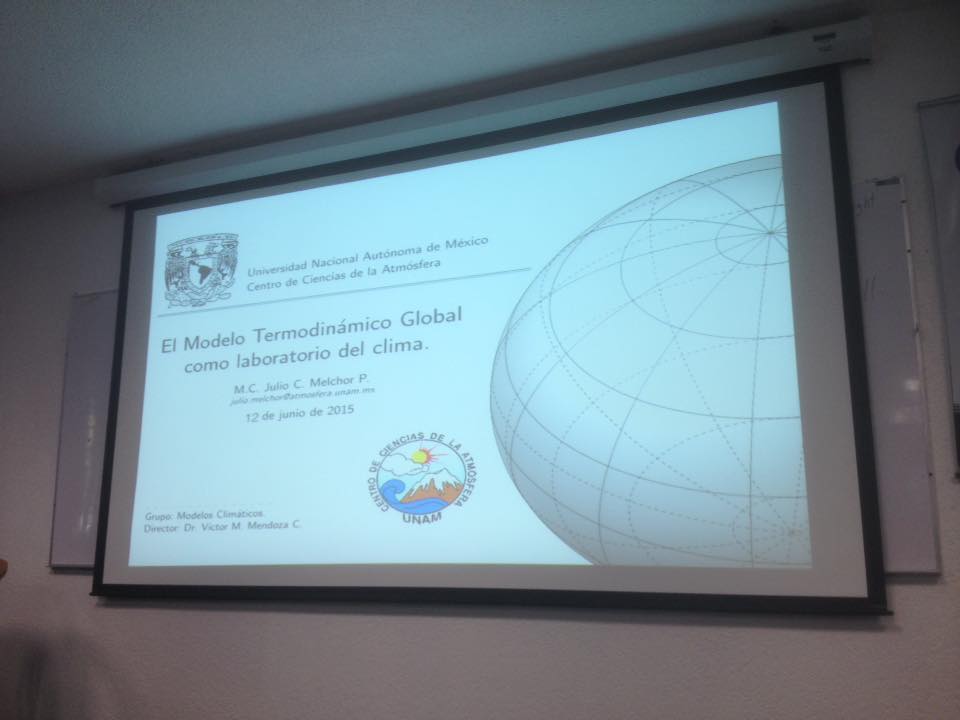 Universidad Nacional Autónoma de México
Centro de Ciencias de la Atmósfera
El Modelo Termodinámico Global
como laboratorio del clima.
M.C. Julio C. Melchor P.
julio.melchor@atmosfera.unam.mx
12 de junio de 2015
CENTRO DE CIENCIAS DE LA ATMÓSFERA
UNAM
Grupo: Modelos Climáticos.
Director: Dr. Víctor M. Mendoza C.